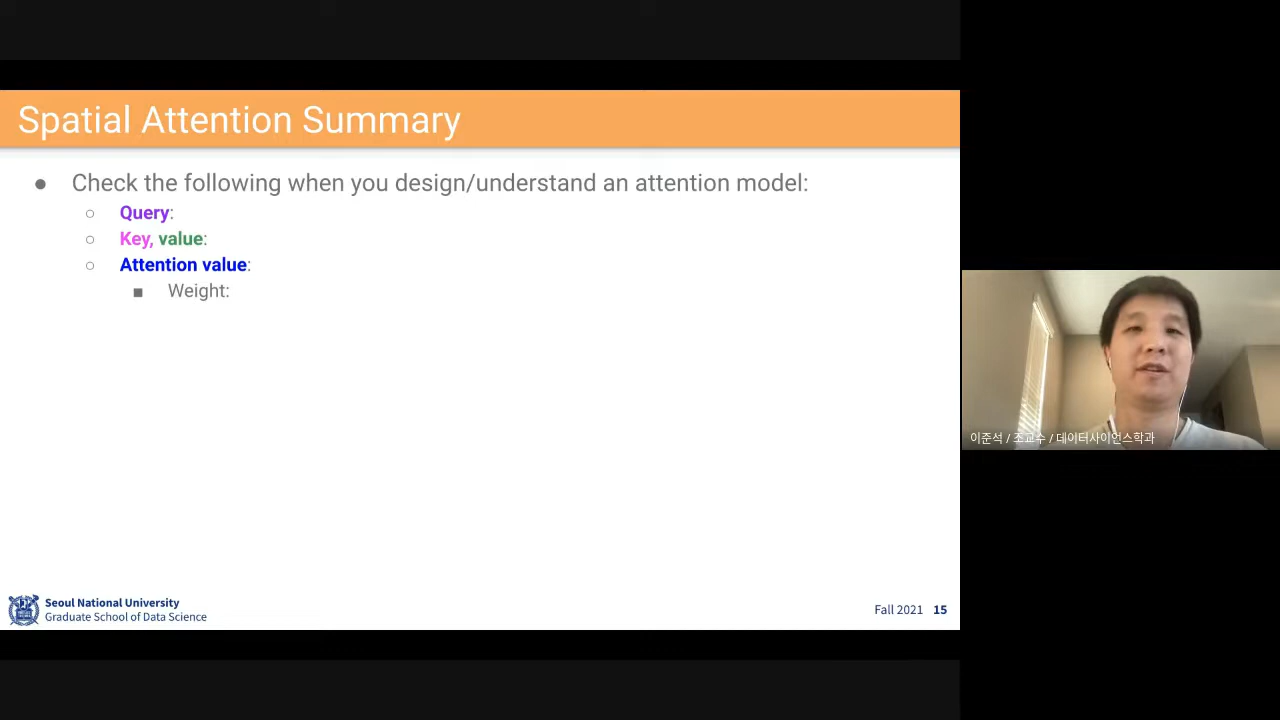 Spatial Attention Summary
● Check the following when you design/understand an attention model:
○ Query:
○ Key, value:
○ Attention value:
■ Weight:
이준석 / 조교수 / 데이터사이언스학과
Seoul National University
Graduate School of Data Science
Fall 2021 15